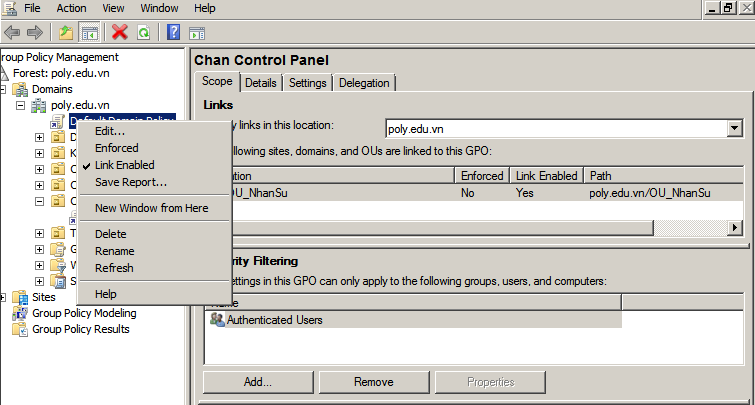 File Action View Window Help
Group Policy Management
Forest: poly.edu.vn
Domains
poly.edu.vn
Default Domain Policy
D
K
C
C
C
T
G
W
S
Sites
Group Policy Modeling
Group Policy Results
Edit...
Enforced
Link Enabled
Save Report...
New Window from Here
Delete
Rename
Refresh
Help
Chan Control Panel
Scope Details Settings Delegation
Links
y links in this location: poly.edu.vn
ollowing sites, domains, and OUs are linked to this GPO:
ation Enforced Link Enabled Path
OU_NhanSu No Yes poly.edu.vn/OU_NhanSu
rity Filtering
ettings in this GPO can only apply to the following groups, users, and computers:
Name
Authenticated Users
Add... Remove Properties